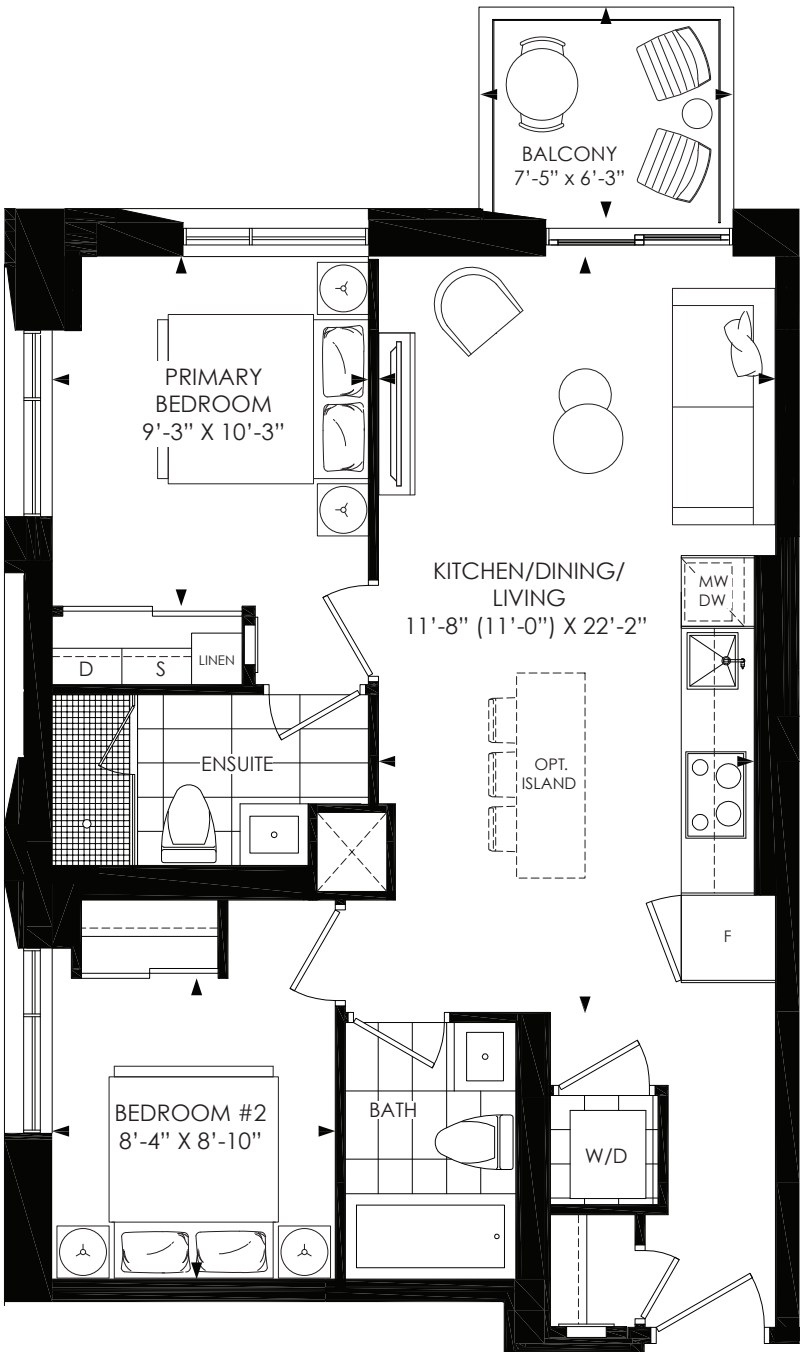 BALCONY
7’-5” x 6’-3”
PRIMARY
BEDROOM
9’-3” X 10’-3”
KITCHEN/DINING/
LIVING
11’-8” (11’-0”) X 22’-2”
MW
DW
D
S
LINEN
ENSUITE
OPT.
ISLAND
F
BEDROOM #2
8’-4” X 8’-10”
BATH
W/D